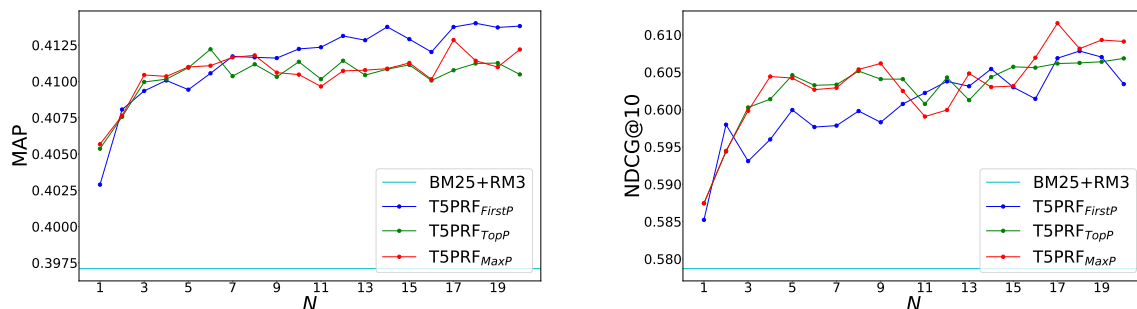 MAP
0.4125
0.4100
0.4075
0.4050
0.4025
0.4000
0.3975
1 3 5 7 9 11 13 15 17 19
N
BM25+RM3
T5PRF_FirstP
T5PRF_TopP
T5PRF_MaxP
NDCG@10
0.610
0.605
0.600
0.595
0.590
0.585
0.580
1 3 5 7 9 11 13 15 17 19
N
BM25+RM3
T5PRF_FirstP
T5PRF_TopP
T5PRF_MaxP